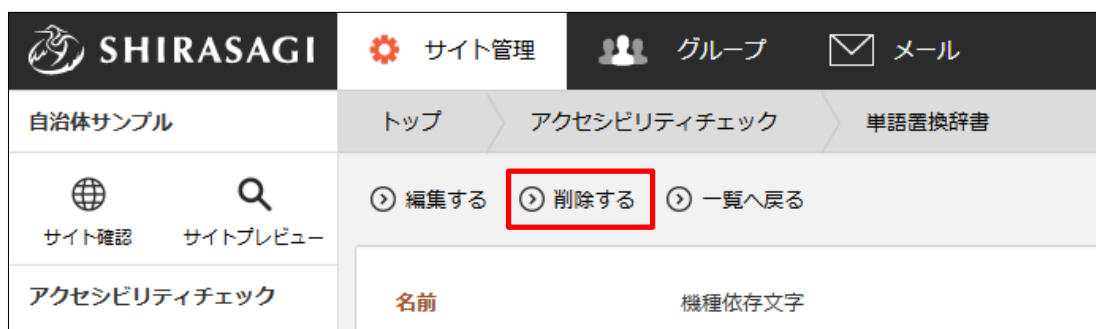 SHIRASAGI サイト管理 グループ メール
自治体サンプル トップ アクセシビリティチェック 単語置換辞書
編集する 削除する 一覧へ戻る
サイト確認 サイトプレビュー
アクセシビリティチェック 名前 機種依存文字